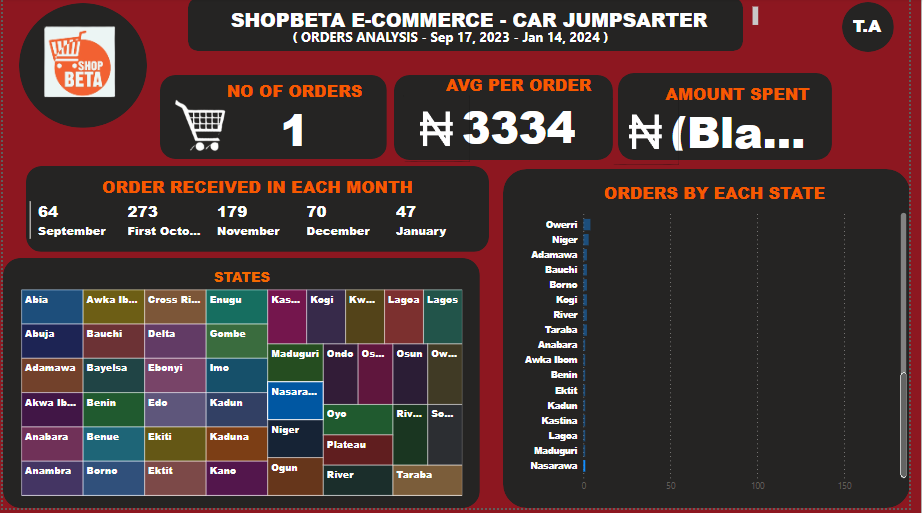 SHOPBETA E-COMMERCE - CAR JUMPSARTER
( ORDERS ANALYSIS - Sep 17, 2023 - Jan 14, 2024 )
T.A
SHOP
BETA
NO OF ORDERS
1
AVG PER ORDER
₦ 3334
AMOUNT SPENT
₦ (Bla...
ORDER RECEIVED IN EACH MONTH
64 273 179 70 47
September First Octo... November December January
STATES
Abia Awka Ib... Cross Ri... Enugu Kas... Kogi Kw... Lagoa Lagos
Abuja Bauchi Delta Gombe
Maduguri Ondo Os... Osun Ow...
Adamawa Bayelsa Ebonyi Imo
Nasara...
Akwa Ib... Benin Edo Kadun
Oyo Riv... So...
Niger
Anabara Benue Ekiti Kaduna
Plateau
Ogun
Anambra Borno Ektit Kano
River Taraba
ORDERS BY EACH STATE
Owerri
Niger
Adamawa
Bauchi
Borno
Kogi
River
Taraba
Anabara
Awka Ibom
Benin
Ektit
Kadun
Kastina
Lagoa
Maduguri
Nasarawa
0 50 100 150